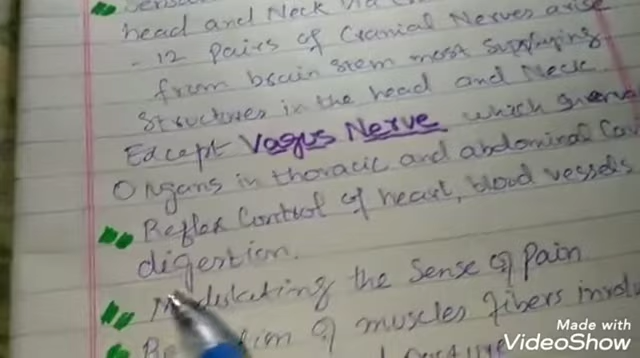 head and Neck
- 12 pairs of Cranial Nerves arise
from brain stem most supplying
structures in the head and Neck
Except Vagus Nerve which
Organs in thoracic and abdominal
Reflex Control of heart, blood vessels
digestion.
the Sense of Pain
of muscles fibers
Made with
VideoShow